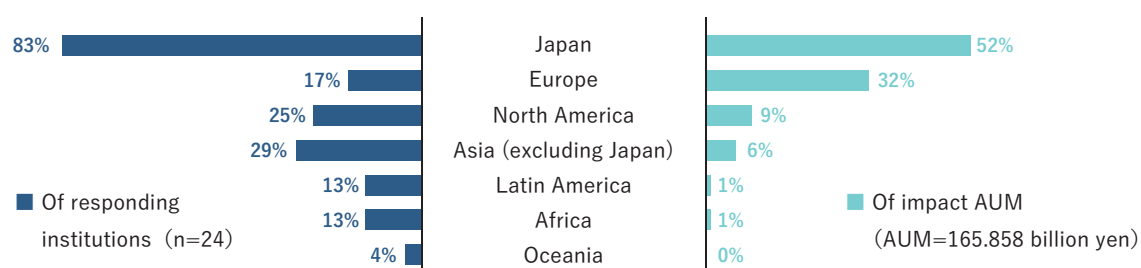 83% Japan 52%
17% Europe 32%
25% North America 9%
29% Asia (excluding Japan) 6%
13% Latin America 1%
13% Africa 1%
4% Oceania 0%
Of responding
institutions (n=24)
Of impact AUM
(AUM=165.858 billion yen)